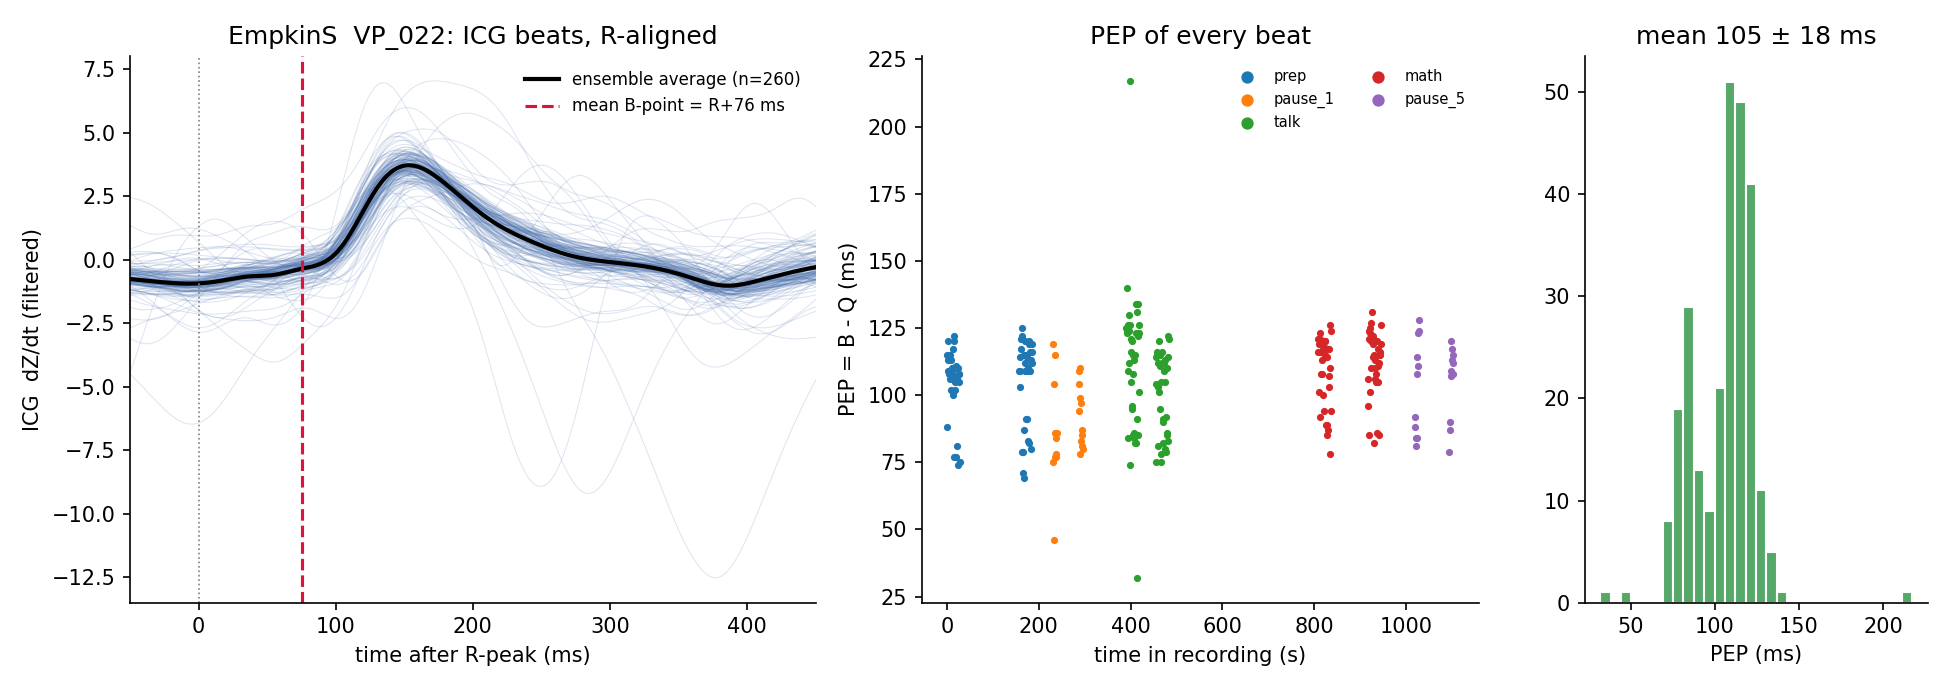 EmpkinS  VP_022: ICG beats, R-aligned
ICG  dZ/dt (filtered)
7.5
5.0
2.5
0.0
−2.5
−5.0
−7.5
−10.0
−12.5
ensemble average (n=260)
mean B-point = R+76 ms
0
100
200
300
400
time after R-peak (ms)
PEP of every beat
PEP = B - Q (ms)
225
200
175
150
125
100
75
50
25
prep
pause_1
talk
math
pause_5
0
200
400
600
800
1000
time in recording (s)
mean 105 ± 18 ms
50
40
30
20
10
0
50
100
150
200
PEP (ms)